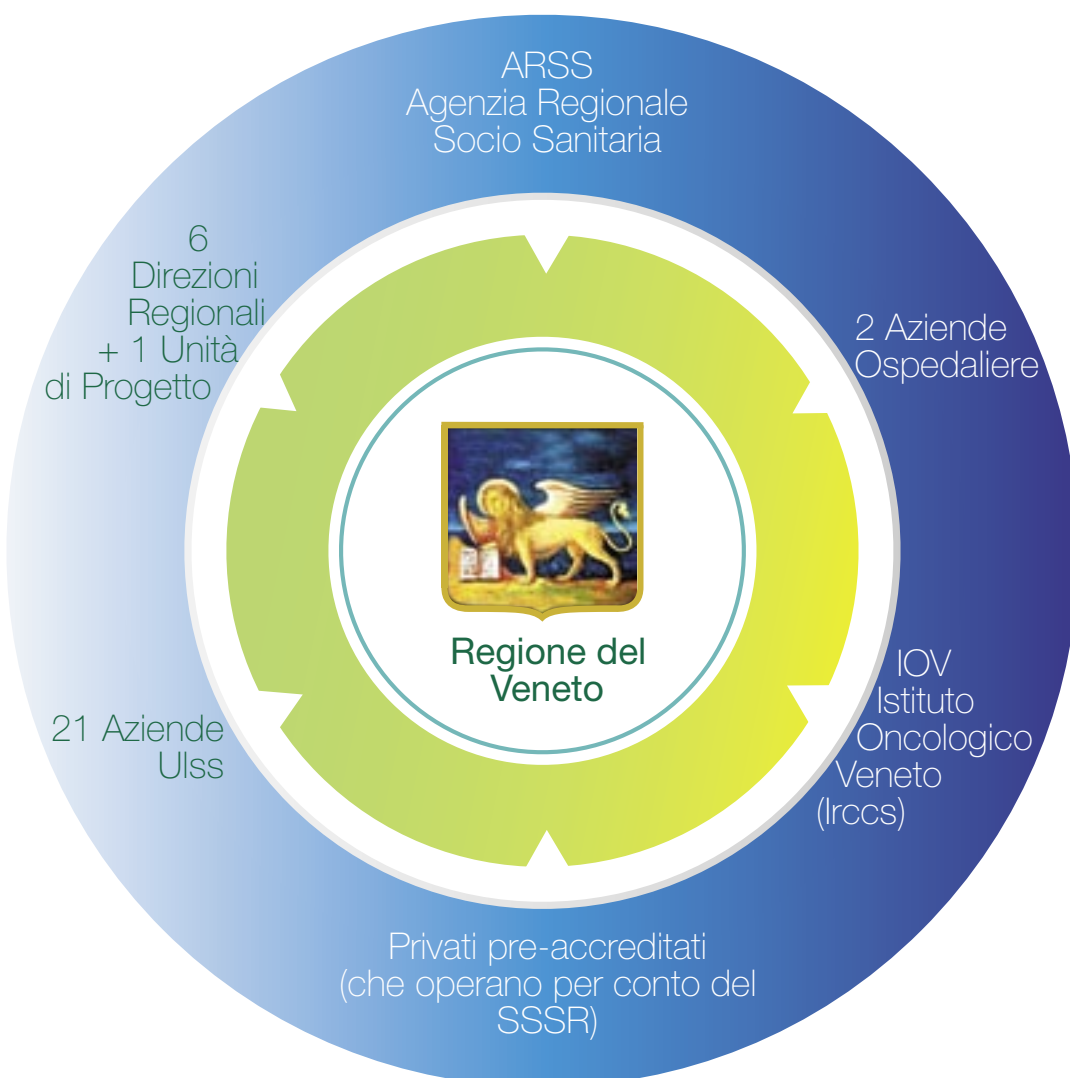 ARSS
Agenzia Regionale
Socio Sanitaria
6
Direzioni
Regionali
+ 1 Unità
di Progetto
2 Aziende
Ospedaliere
Regione del
Veneto
21 Aziende
Ulss
IOV
Istituto
Oncologico
Veneto
(Irccs)
Privati pre-accreditati
(che operano per conto del
SSSR)